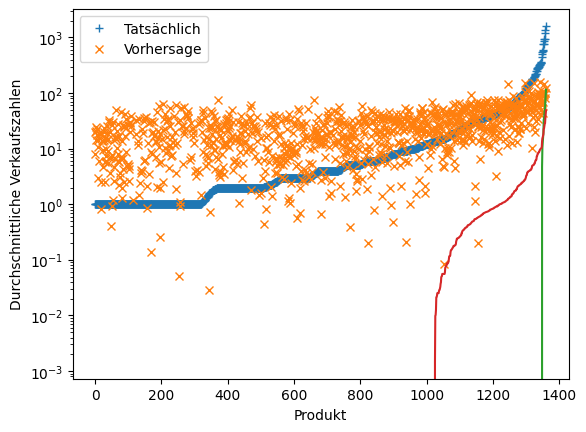 Tatsächlich
Vorhersage
Durchschnittliche Verkaufszahlen
10³
10²
10¹
10⁰
10⁻¹
10⁻²
10⁻³
0 200 400 600 800 1000 1200 1400
Produkt